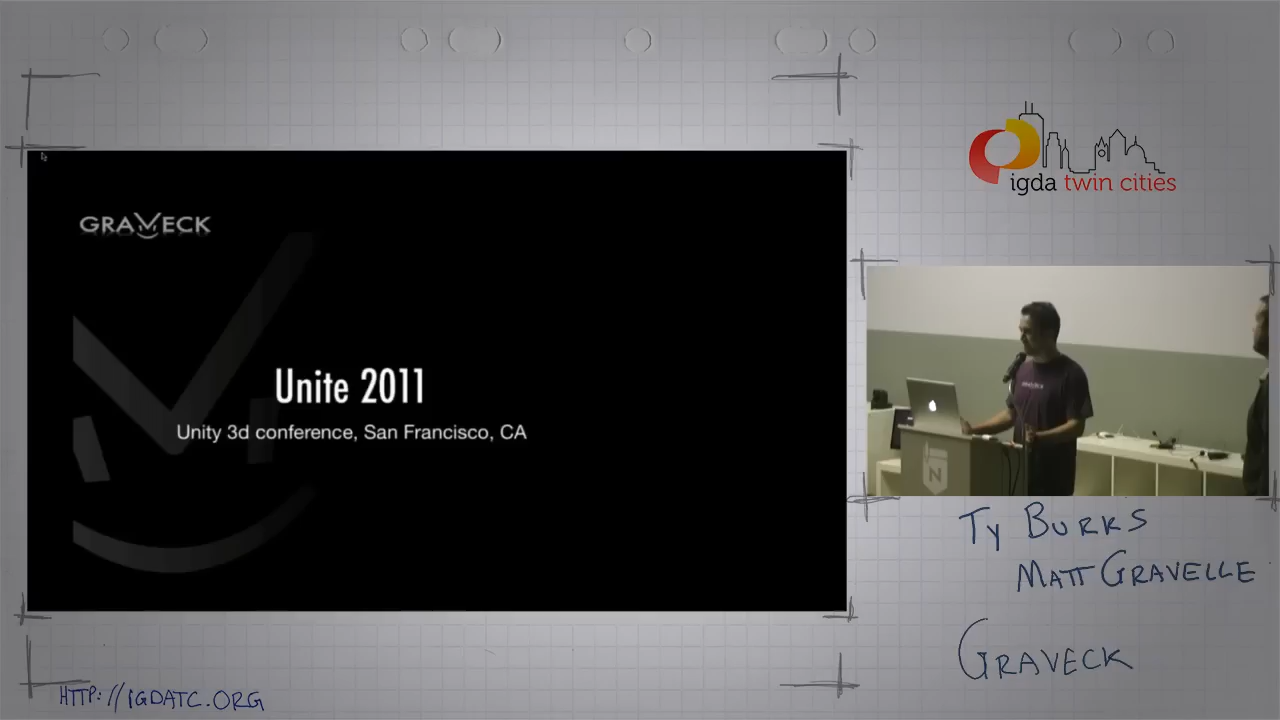 igda twin cities
GRAVECK
Unite 2011
Unity 3d conference, San Francisco, CA
N
TY BURKS
MATT GRAVELLE
GRAVECK
HTTP://IGDATC.ORG